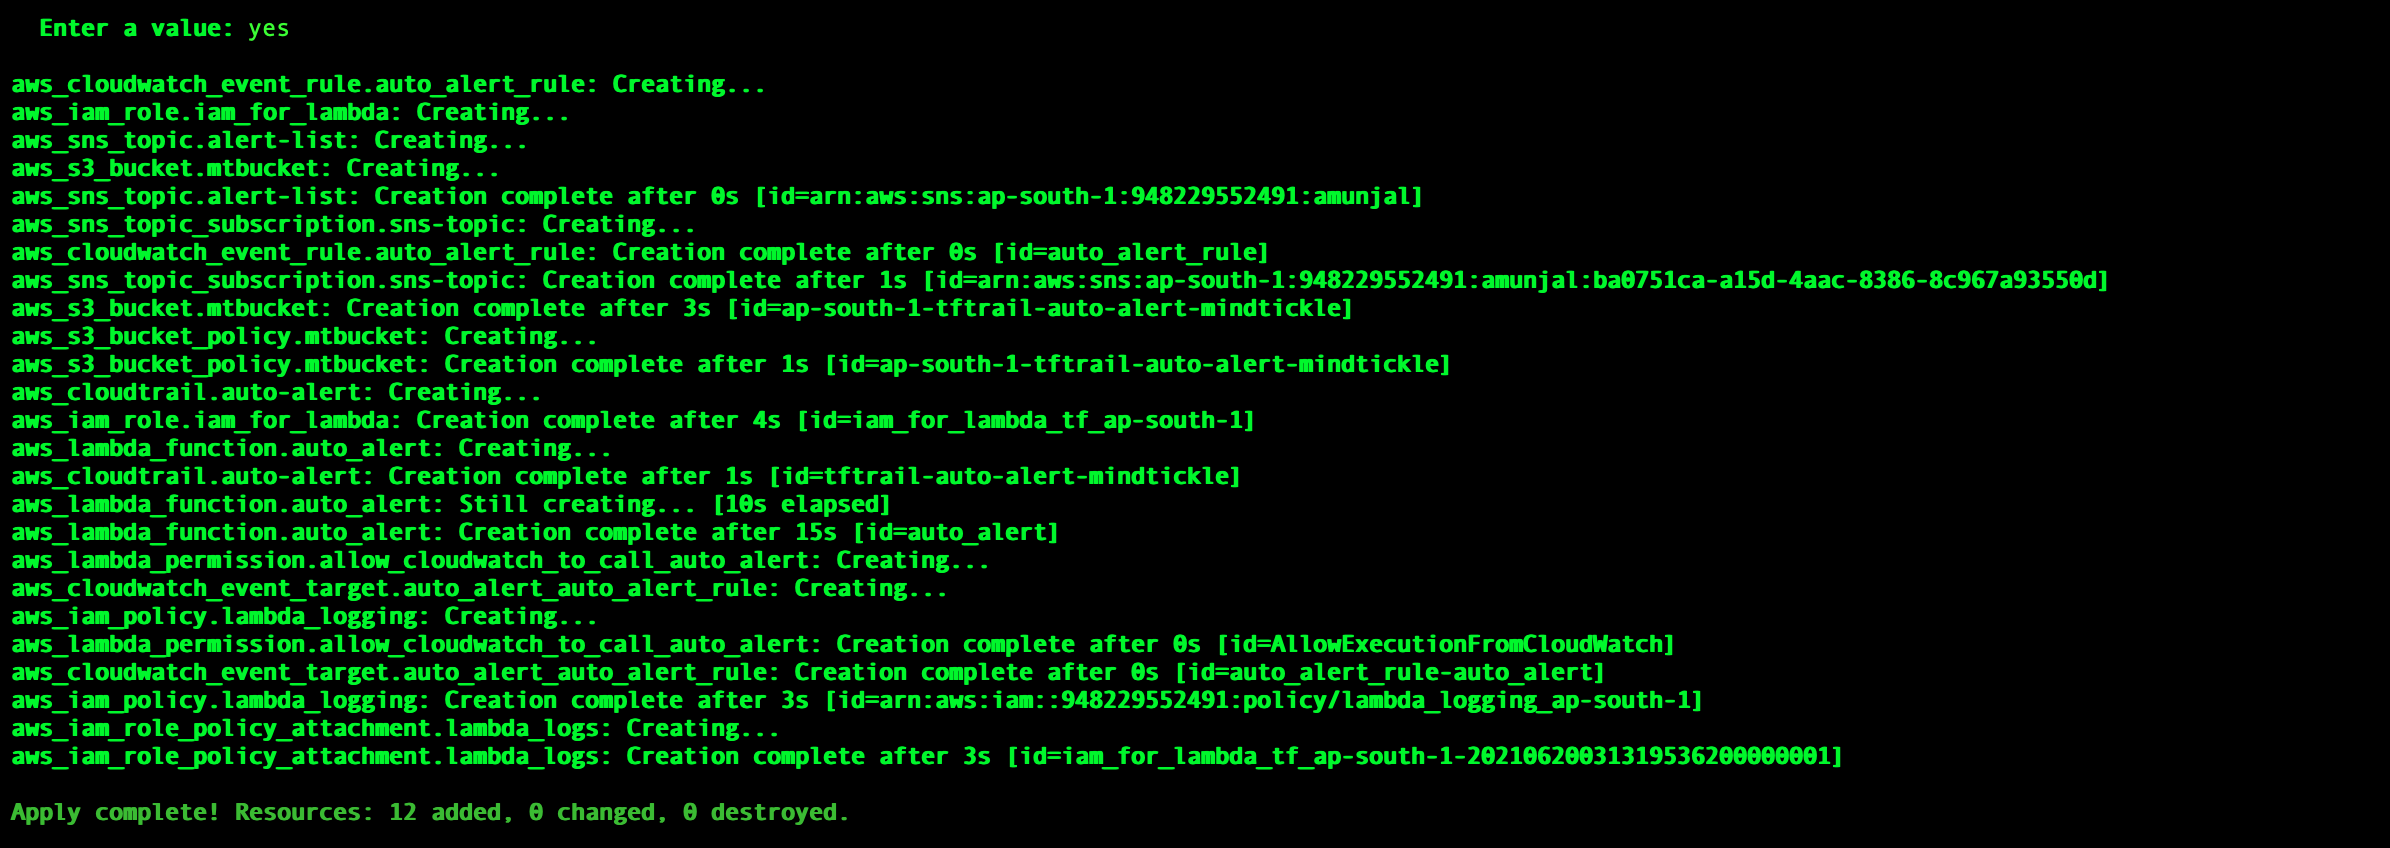 Enter a value: yes
aws_cloudwatch_event_rule.auto_alert_rule: Creating...
aws_iam_role.iam_for_lambda: Creating...
aws_sns_topic.alert-list: Creating...
aws_s3_bucket.mtbucket: Creating...
aws_sns_topic.alert-list: Creation complete after 0s [id=arn:aws:sns:ap-south-1:948229552491:amunjal]
aws_sns_topic_subscription.sns-topic: Creating...
aws_cloudwatch_event_rule.auto_alert_rule: Creation complete after 0s [id=auto_alert_rule]
aws_sns_topic_subscription.sns-topic: Creation complete after 1s [id=arn:aws:sns:ap-south-1:948229552491:amunjal:ba0751ca-a15d-4aac-8386-8c967a93550d]
aws_s3_bucket.mtbucket: Creation complete after 3s [id=ap-south-1-tftrail-auto-alert-mindtickle]
aws_s3_bucket_policy.mtbucket: Creating...
aws_s3_bucket_policy.mtbucket: Creation complete after 1s [id=ap-south-1-tftrail-auto-alert-mindtickle]
aws_cloudtrail.auto-alert: Creating...
aws_iam_role.iam_for_lambda: Creation complete after 4s [id=iam_for_lambda_tf_ap-south-1]
aws_lambda_function.auto_alert: Creating...
aws_cloudtrail.auto-alert: Creation complete after 1s [id=tftrail-auto-alert-mindtickle]
aws_lambda_function.auto_alert: Still creating... [10s elapsed]
aws_lambda_function.auto_alert: Creation complete after 15s [id=auto_alert]
aws_lambda_permission.allow_cloudwatch_to_call_auto_alert: Creating...
aws_cloudwatch_event_target.auto_alert_auto_alert_rule: Creating...
aws_iam_policy.lambda_logging: Creating...
aws_lambda_permission.allow_cloudwatch_to_call_auto_alert: Creation complete after 0s [id=AllowExecutionFromCloudWatch]
aws_cloudwatch_event_target.auto_alert_auto_alert_rule: Creation complete after 0s [id=auto_alert_rule-auto_alert]
aws_iam_policy.lambda_logging: Creation complete after 3s [id=arn:aws:iam::948229552491:policy/lambda_logging_ap-south-1]
aws_iam_role_policy_attachment.lambda_logs: Creating...
aws_iam_role_policy_attachment.lambda_logs: Creation complete after 3s [id=iam_for_lambda_tf_ap-south-1-20210620031319536200000001]
Apply complete! Resources: 12 added, 0 changed, 0 destroyed.